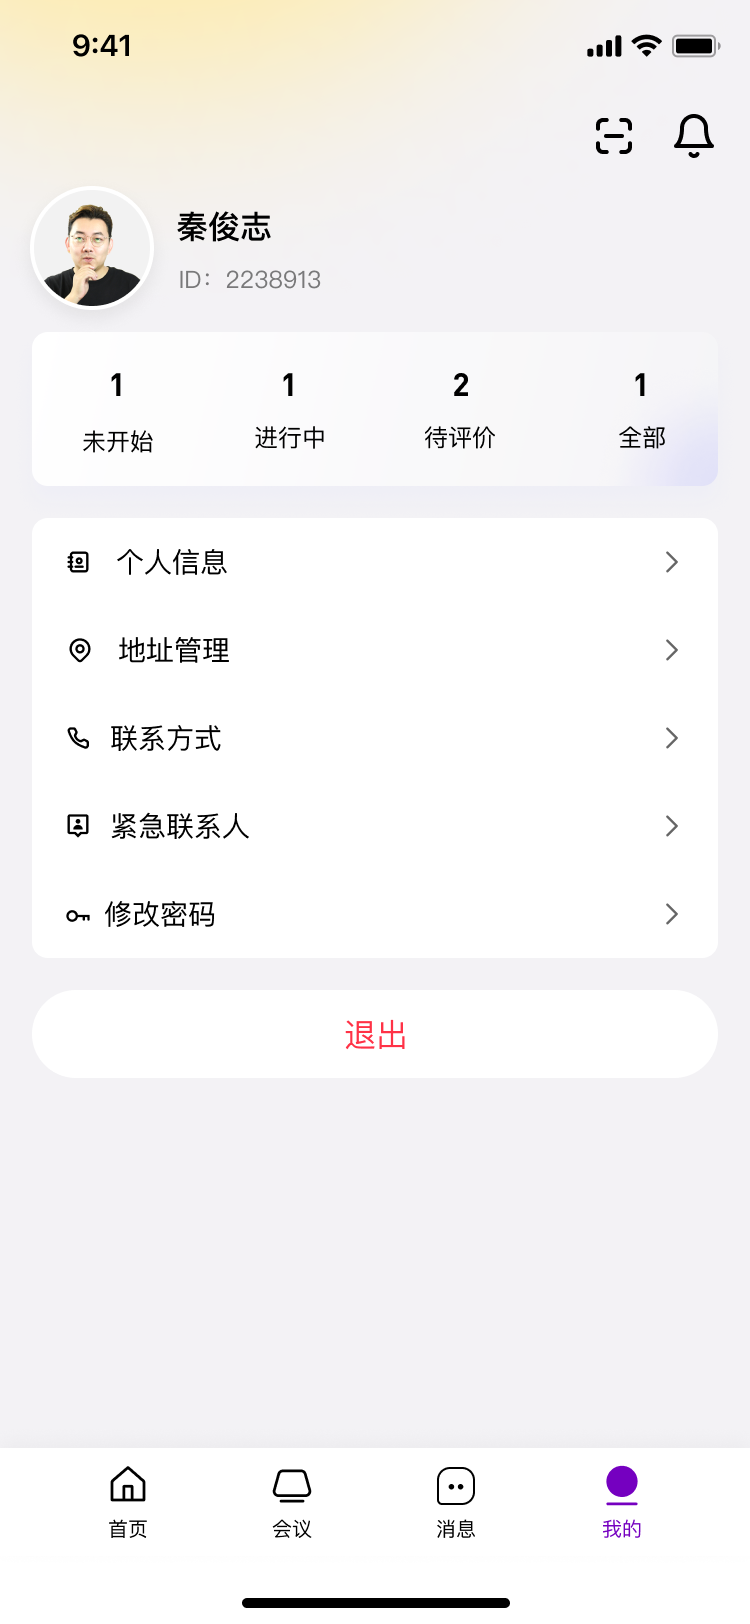 9:41
秦俊志
ID：2238913
1 1 2 1
未开始 进行中 待评价 全部
个人信息
地址管理
联系方式
紧急联系人
修改密码
退出
首页 会议 消息 我的